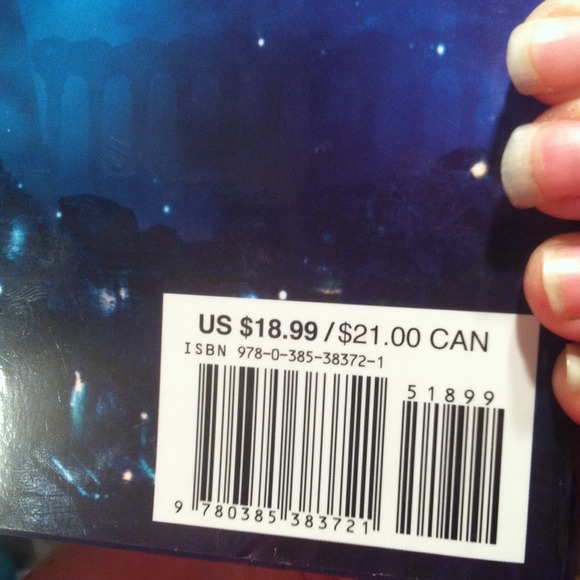 US $18.99 / $21.00 CAN
ISBN 978-0-385-38372-1
51899
9 780385 383721